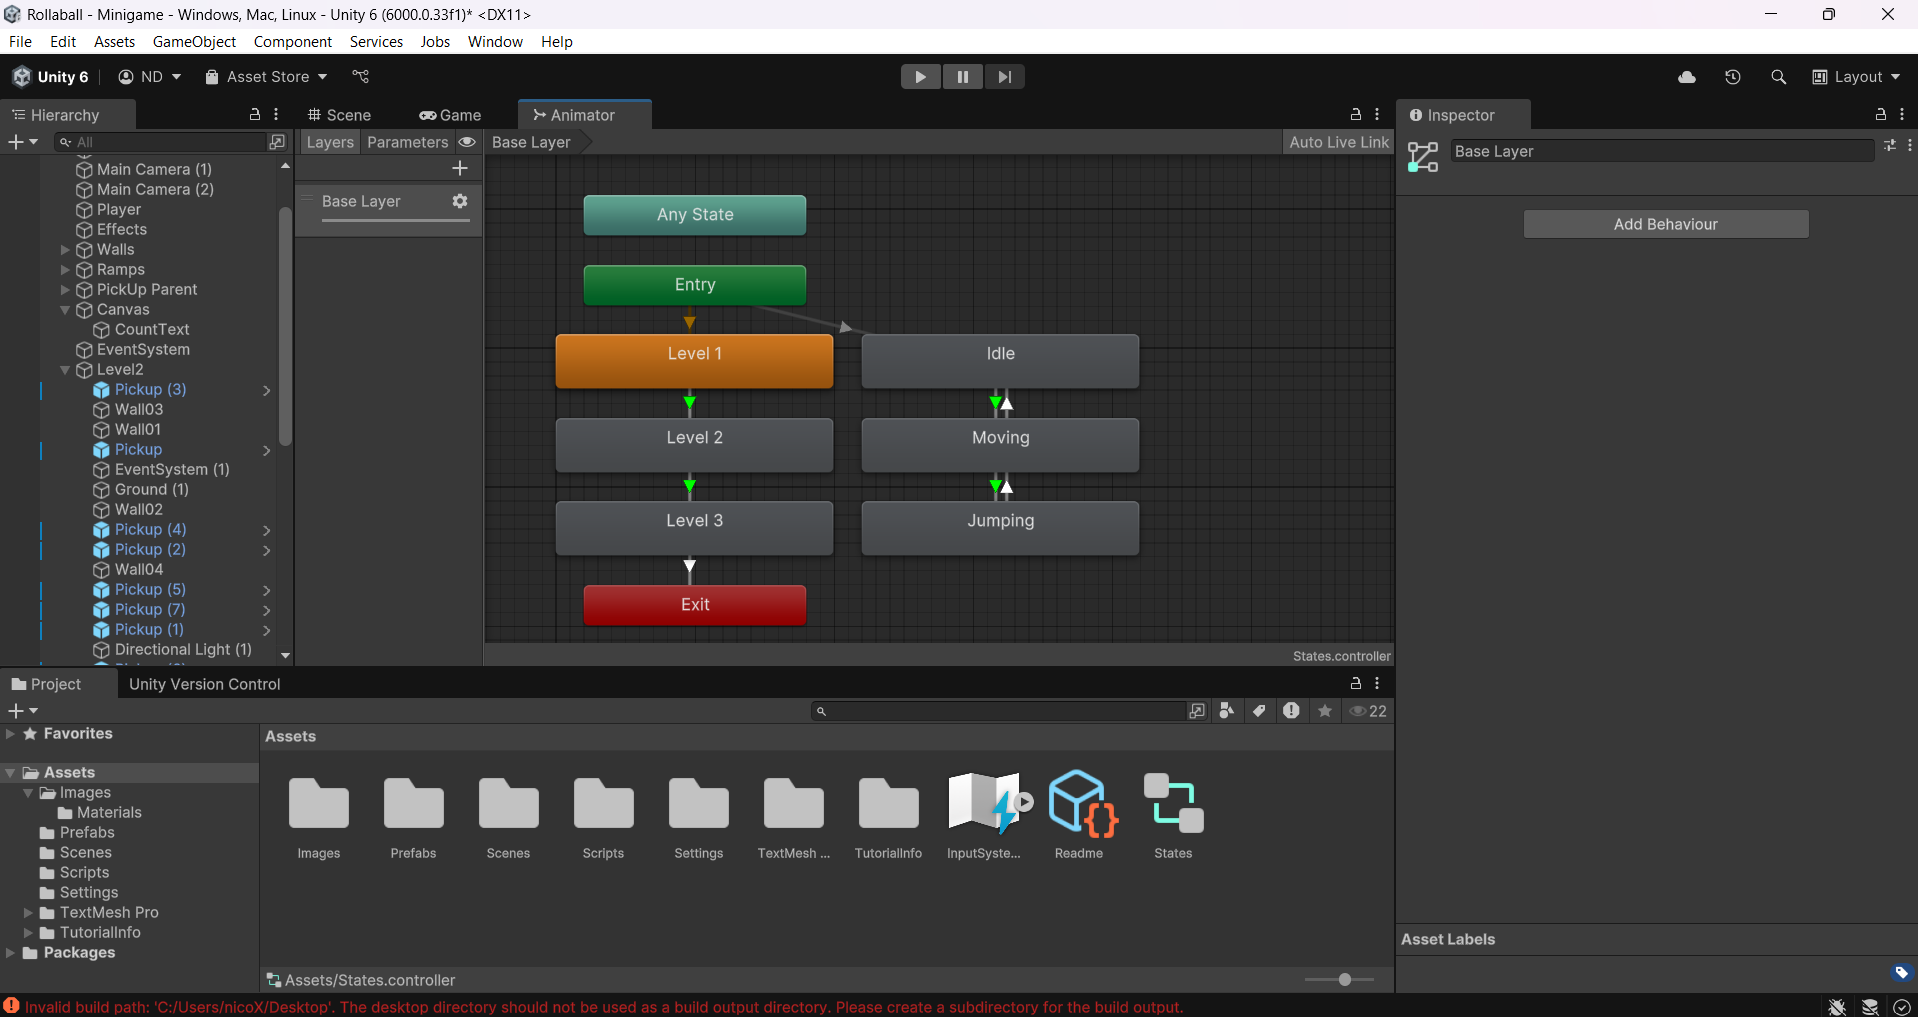 Rollaball - Minigame - Windows, Mac, Linux - Unity 6 (6000.0.33f1)* <DX11>
File Edit Assets GameObject Component Services Jobs Window Help
Unity 6 ND Asset Store Layout
Hierarchy
All
Main Camera (1)
Main Camera (2)
Player
Effects
Walls
Ramps
PickUp Parent
Canvas
CountText
EventSystem
Level2
Pickup (3)
Wall03
Wall01
Pickup
EventSystem (1)
Ground (1)
Wall02
Pickup (4)
Pickup (2)
Wall04
Pickup (5)
Pickup (7)
Pickup (1)
Directional Light (1)
Scene Game Animator
Layers Parameters Base Layer Auto Live Link
Base Layer
Any State
Entry
Level 1 Idle
Level 2 Moving
Level 3 Jumping
Exit
States.controller
Inspector
Base Layer
Add Behaviour
Asset Labels
Project Unity Version Control
22
Favorites
Assets
Images
Materials
Prefabs
Scenes
Scripts
Settings
TextMesh Pro
TutorialInfo
Packages
Assets
Images Prefabs Scenes Scripts Settings TextMesh ... TutorialInfo InputSyste... Readme States
Assets/States.controller
Invalid build path: 'C:/Users/nicoX/Desktop'. The desktop directory should not be used as a build output directory. Please create a subdirectory for the build output.